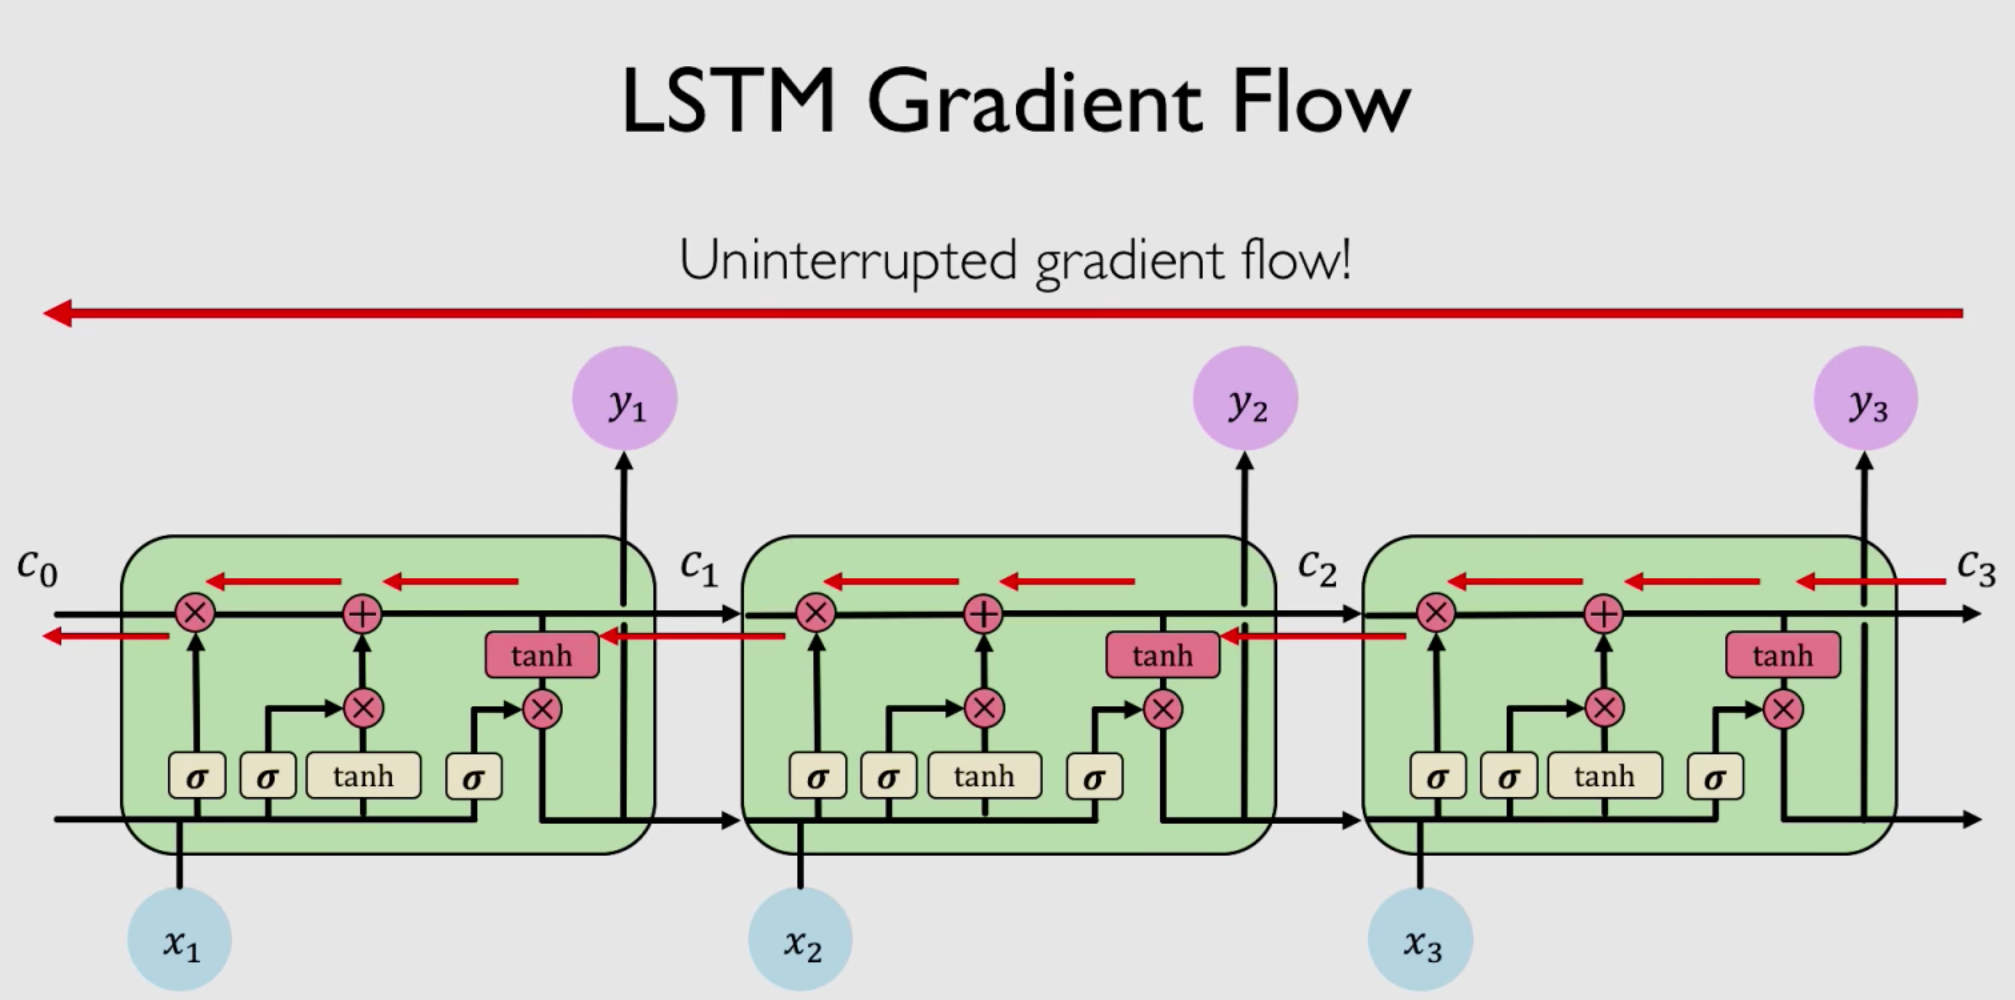 LSTM Gradient Flow
Uninterrupted gradient flow!
y₁ y₂ y₃
c₀ c₁ c₂ c₃
tanh tanh tanh
σ σ tanh σ σ σ tanh σ σ σ tanh σ
x₁ x₂ x₃